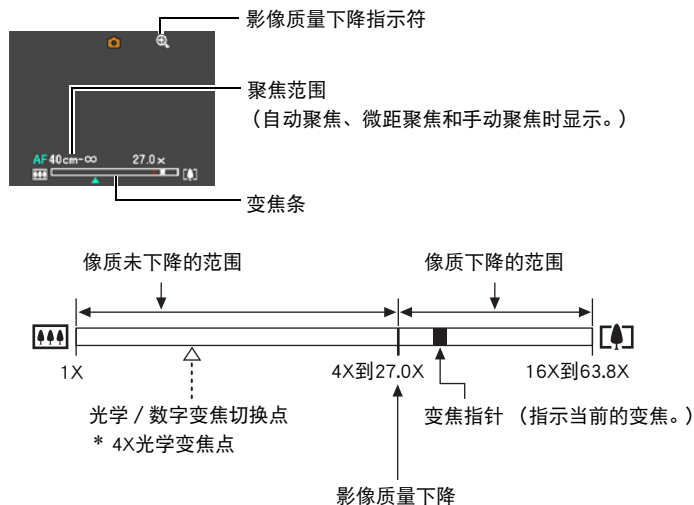 影像质量下降指示符
聚焦范围
（自动聚焦、微距聚焦和手动聚焦时显示。）
AF 40cm-∞ 27.0×
变焦条
像质未下降的范围 像质下降的范围
1X 4X到27.0X 16X到63.8X
光学／数字变焦切换点 变焦指针 （指示当前的变焦。）
* 4X光学变焦点
影像质量下降